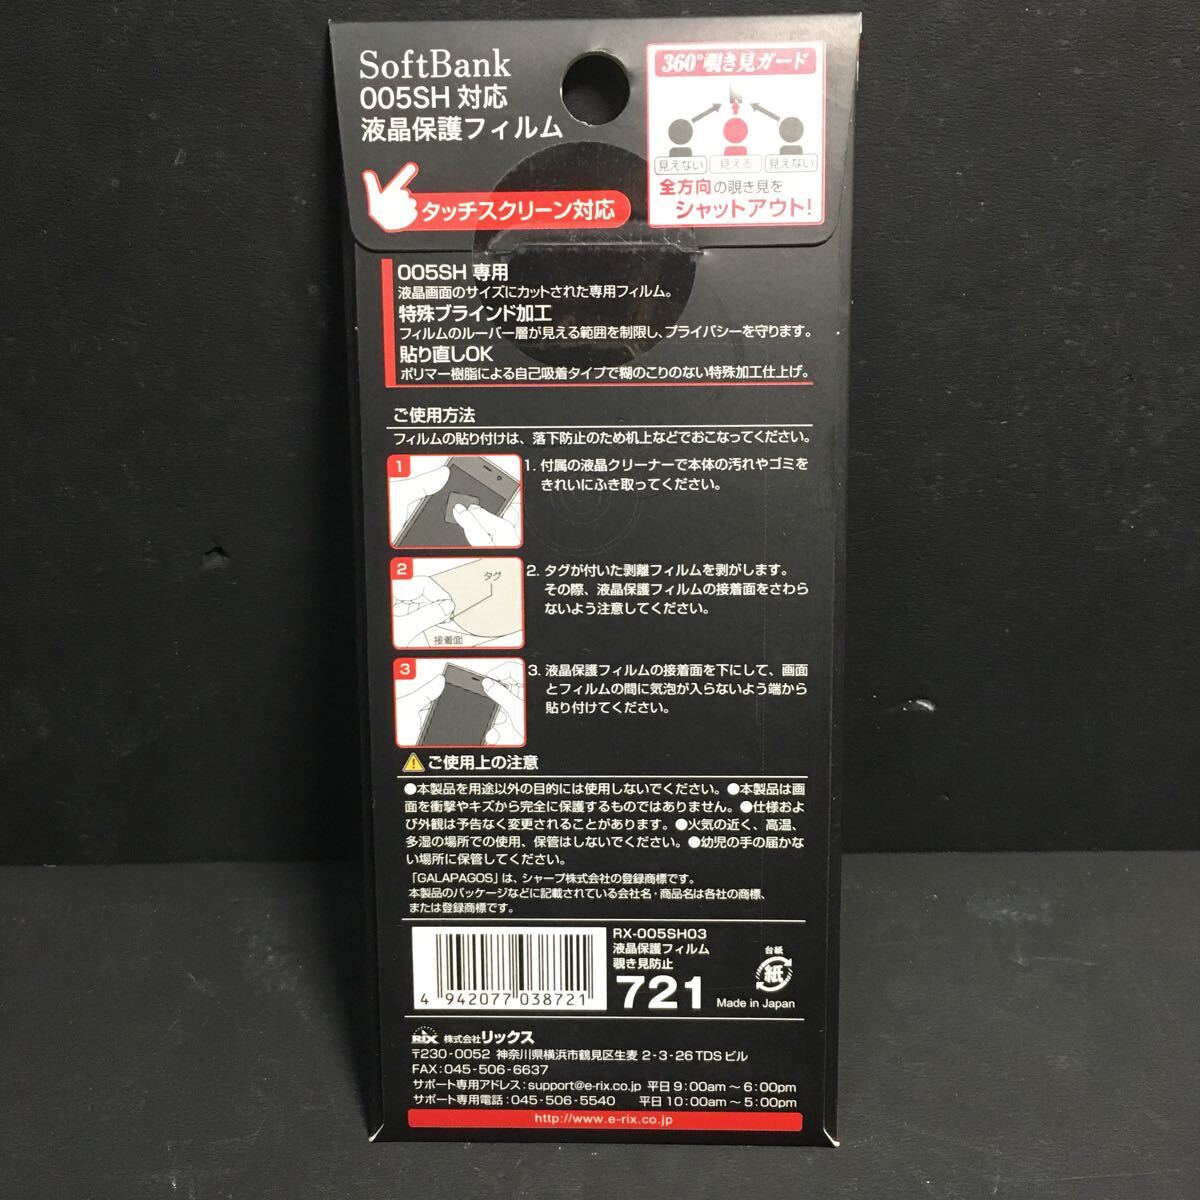 SoftBank
005SH 対応
液晶保護フィルム
タッチスクリーン対応
360°覗き見ガード
見えない 見える 見えない
全方向の覗き見を
シャットアウト!
005SH 専用
液晶画面のサイズにカットされた専用フィルム。
特殊ブラインド加工
フィルムのルーバー層が見える範囲を制限し、プライバシーを守ります。
貼り直しOK
ポリマー樹脂による自己吸着タイプで糊のこりのない特殊加工仕上げ。
ご使用方法
フィルムの貼り付けは、落下防止のため机上などでおこなってください。
1
1. 付属の液晶クリーナーで本体の汚れやゴミを
きれいにふき取ってください。
2
タグ
接着面
2. タグが付いた剥離フィルムを剥がします。
その際、液晶保護フィルムの接着面をさわら
ないよう注意してください。
3
3. 液晶保護フィルムの接着面を下にして、画面
とフィルムの間に気泡が入らないよう端から
貼り付けてください。
ご使用上の注意
●本製品を用途以外の目的には使用しないでください。●本製品は画
面を衝撃やキズから完全に保護するものではありません。●仕様およ
び外観は予告なく変更されることがあります。●火気の近く、高温、
多湿の場所での使用、保管はしないでください。●幼児の手の届かな
い場所に保管してください。
「GALAPAGOS」は、シャープ株式会社の登録商標です。
本製品のパッケージなどに記載されている会社名・商品名は各社の商標、
または登録商標です。
4 942077 038721
RX-005SH03
液晶保護フィルム
覗き見防止
721
台紙
紙
Made in Japan
RIX 株式会社リックス
〒230-0052 神奈川県横浜市鶴見区生麦 2-3-26 TDS ビル
FAX:045-506-6637
サポート専用アドレス:support@e-rix.co.jp 平日 9:00am～6:00pm
サポート専用電話:045-506-5540 平日 10:00am～5:00pm
http://www.e-rix.co.jp